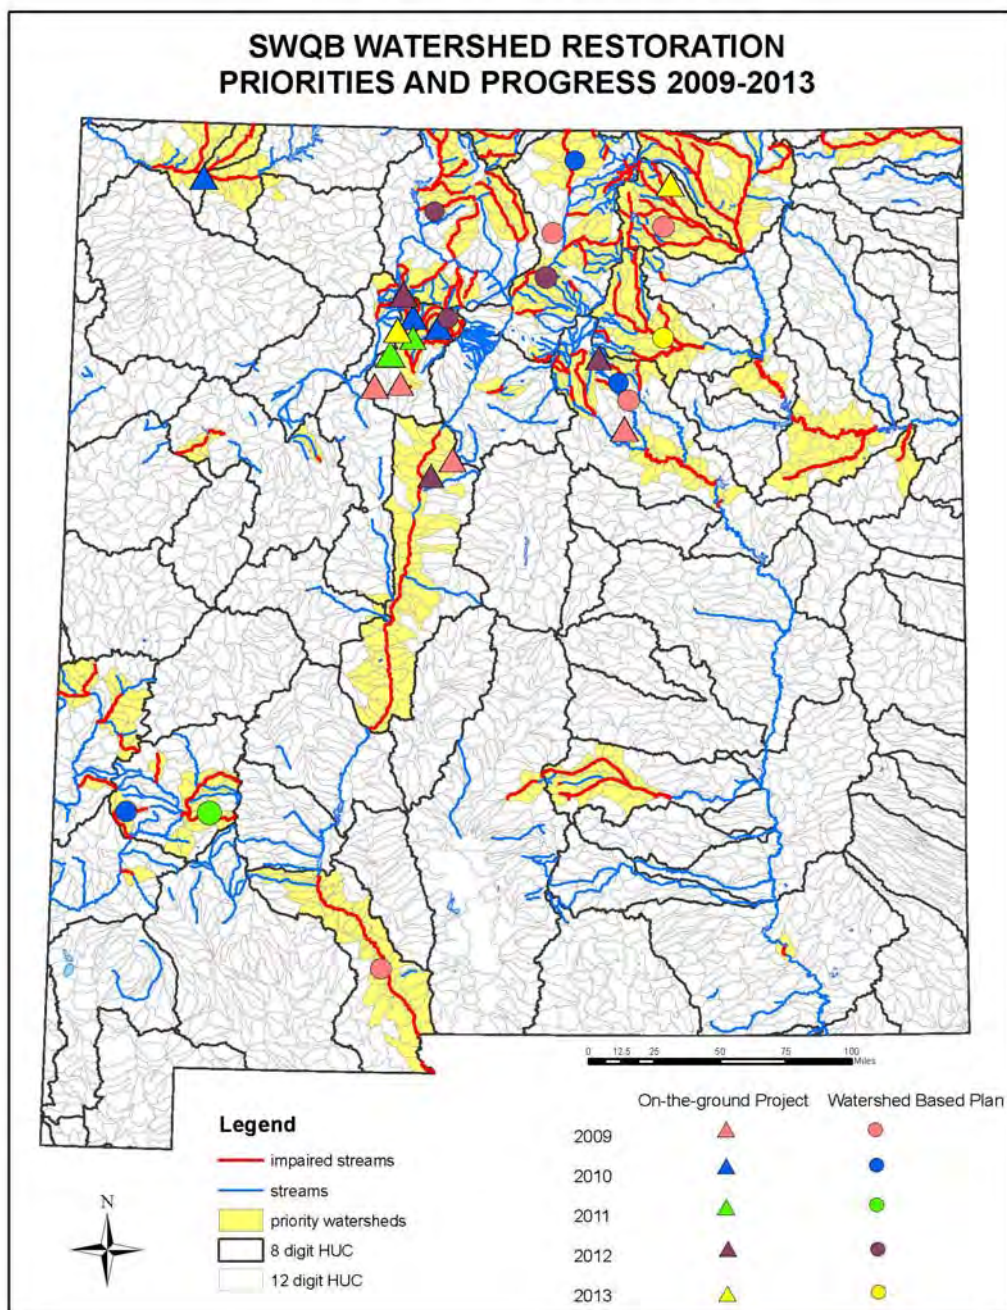 SWQB WATERSHED RESTORATION
PRIORITIES AND PROGRESS 2009-2013
0 12.5 25 50 75 100
Miles
On-the-ground Project Watershed Based Plan
2009
2010
2011
2012
2013
Legend
impaired streams
streams
priority watersheds
8 digit HUC
12 digit HUC
N